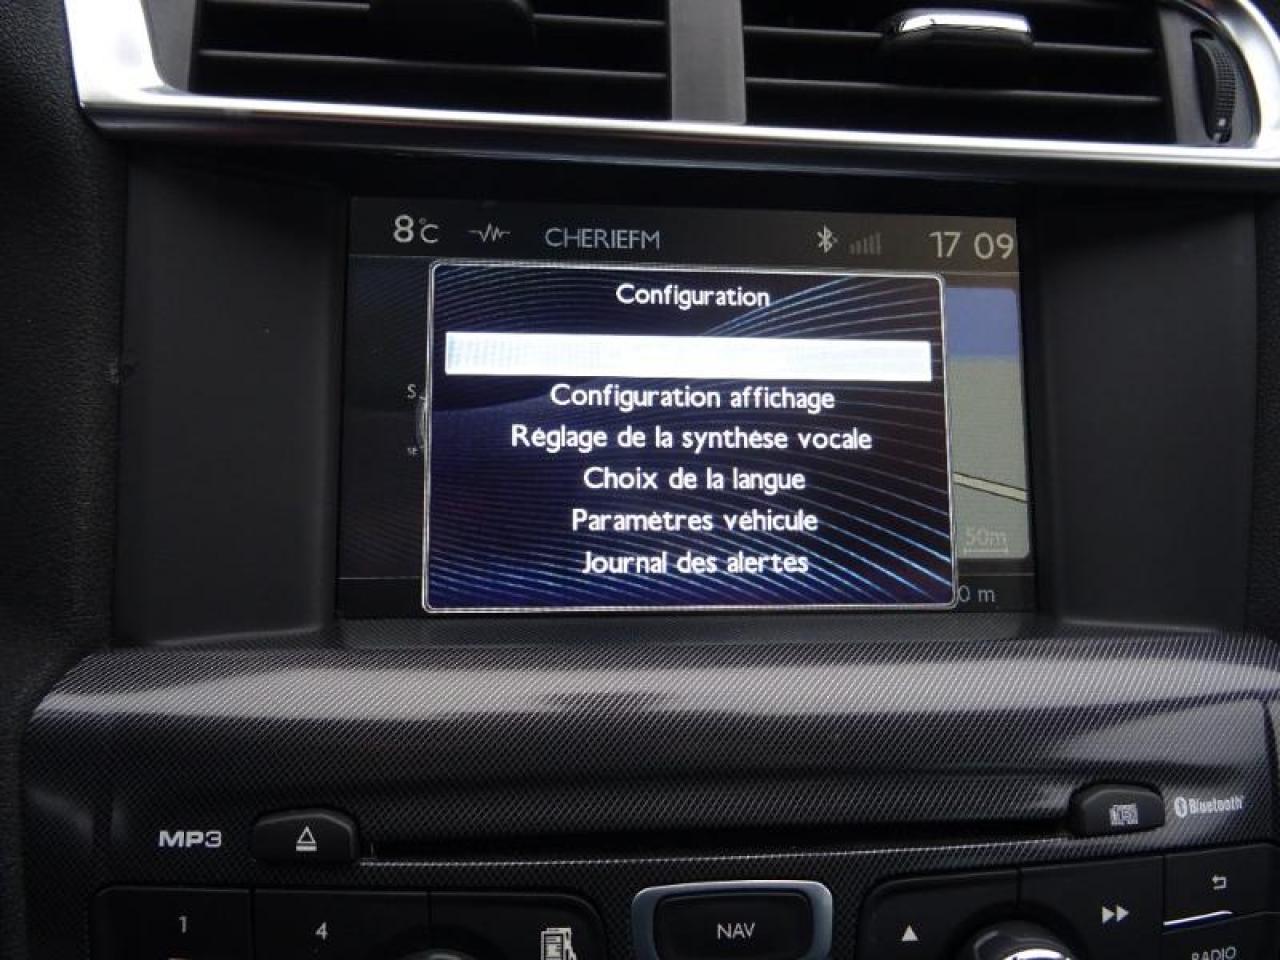 8°C CHERIEFM 17 09
Configuration
Configuration affichage
Réglage de la synthèse vocale
Choix de la langue
Paramètres véhicule
Journal des alertes
50m
0 m
MP3
Bluetooth
1 4 NAV
RADIO